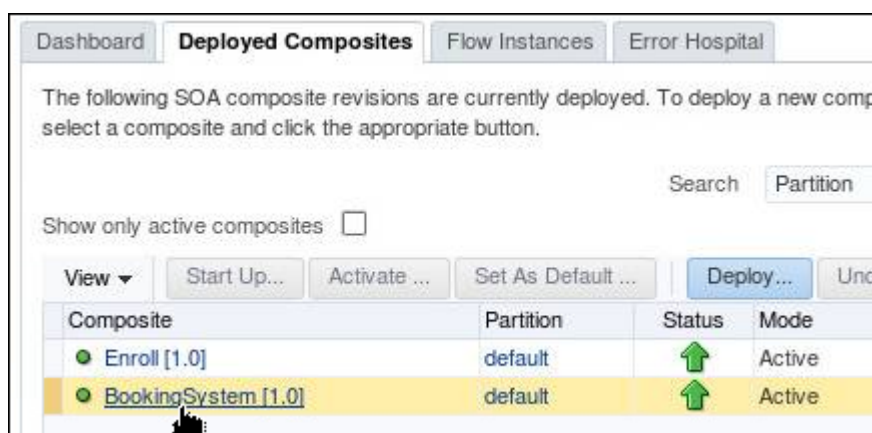 Dashboard Deployed Composites Flow Instances Error Hospital
The following SOA composite revisions are currently deployed. To deploy a new comp
select a composite and click the appropriate button.
Search Partition
Show only active composites
View Start Up... Activate ... Set As Default ... Deploy... Und
Composite Partition Status Mode
Enroll [1.0] default Active
BookingSystem [1.0] default Active